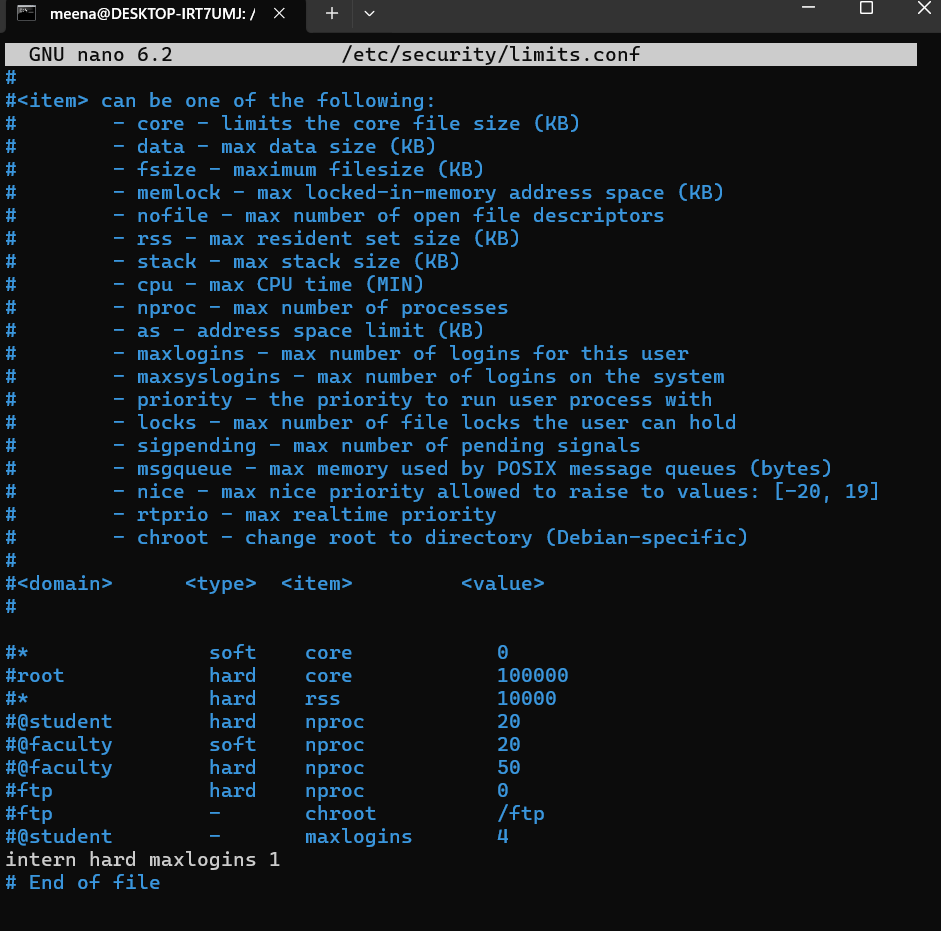 meena@DESKTOP-IRT7UMJ: /
GNU nano 6.2 /etc/security/limits.conf
#
#<item> can be one of the following:
# - core - limits the core file size (KB)
# - data - max data size (KB)
# - fsize - maximum filesize (KB)
# - memlock - max locked-in-memory address space (KB)
# - nofile - max number of open file descriptors
# - rss - max resident set size (KB)
# - stack - max stack size (KB)
# - cpu - max CPU time (MIN)
# - nproc - max number of processes
# - as - address space limit (KB)
# - maxlogins - max number of logins for this user
# - maxsyslogins - max number of logins on the system
# - priority - the priority to run user process with
# - locks - max number of file locks the user can hold
# - sigpending - max number of pending signals
# - msgqueue - max memory used by POSIX message queues (bytes)
# - nice - max nice priority allowed to raise to values: [-20, 19]
# - rtprio - max realtime priority
# - chroot - change root to directory (Debian-specific)
#
#<domain> <type> <item> <value>
#
#* soft core 0
#root hard core 100000
#* hard rss 10000
#@student hard nproc 20
#@faculty soft nproc 20
#@faculty hard nproc 50
#ftp hard nproc 0
#ftp - chroot /ftp
#@student - maxlogins 4
intern hard maxlogins 1
# End of file